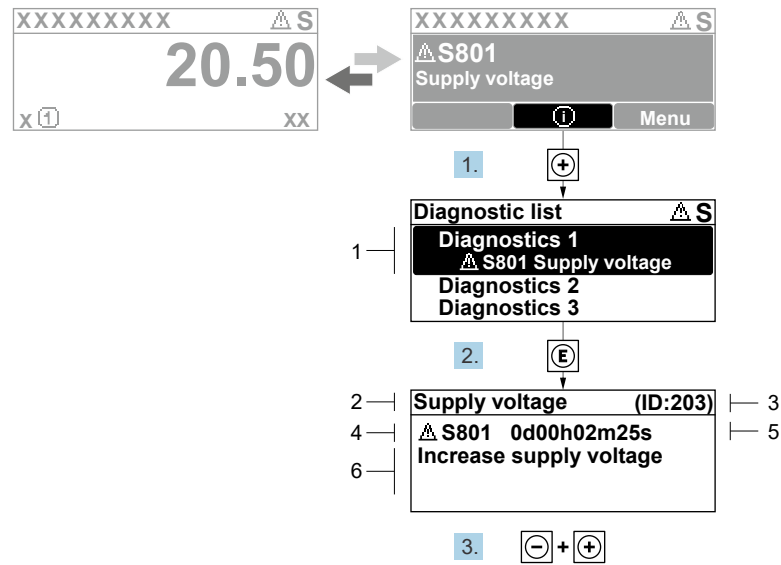 XXXXXXXXX ⚠ S
20.50
x ① xx
XXXXXXXXX ⚠ S
⚠ S801
Supply voltage
ⓘ Menu
1. ⊕
Diagnostic list ⚠ S
1 Diagnostics 1
⚠ S801 Supply voltage
Diagnostics 2
Diagnostics 3
2. Ⓔ
2 Supply voltage (ID:203) 3
4 ⚠ S801 0d00h02m25s 5
6 Increase supply voltage
3. ⊖ + ⊕